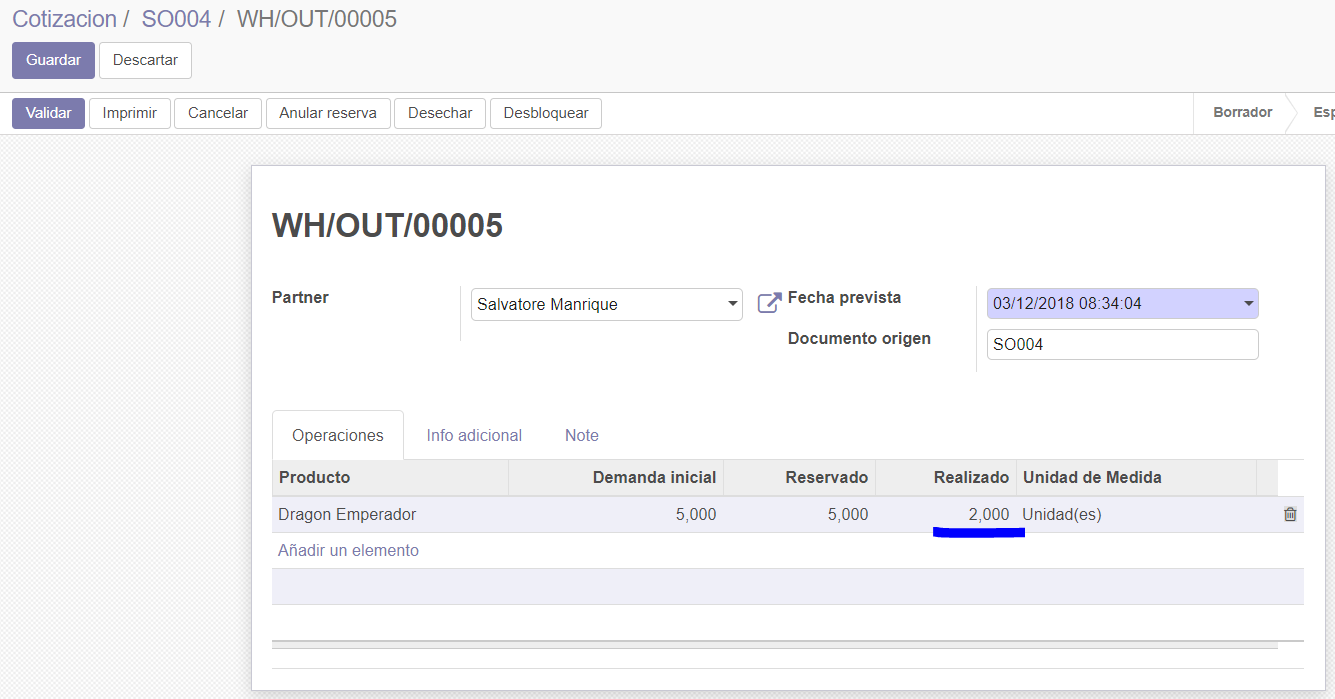 Cotizacion / SO004 / WH/OUT/00005
Guardar Descartar
Validar Imprimir Cancelar Anular reserva Desechar Desbloquear Borrador Esp
WH/OUT/00005
Partner Salvatore Manrique Fecha prevista 03/12/2018 08:34:04
Documento origen SO004
Operaciones Info adicional Note
Producto Demanda inicial Reservado Realizado Unidad de Medida
Dragon Emperador 5,000 5,000 2,000 Unidad(es)
Añadir un elemento